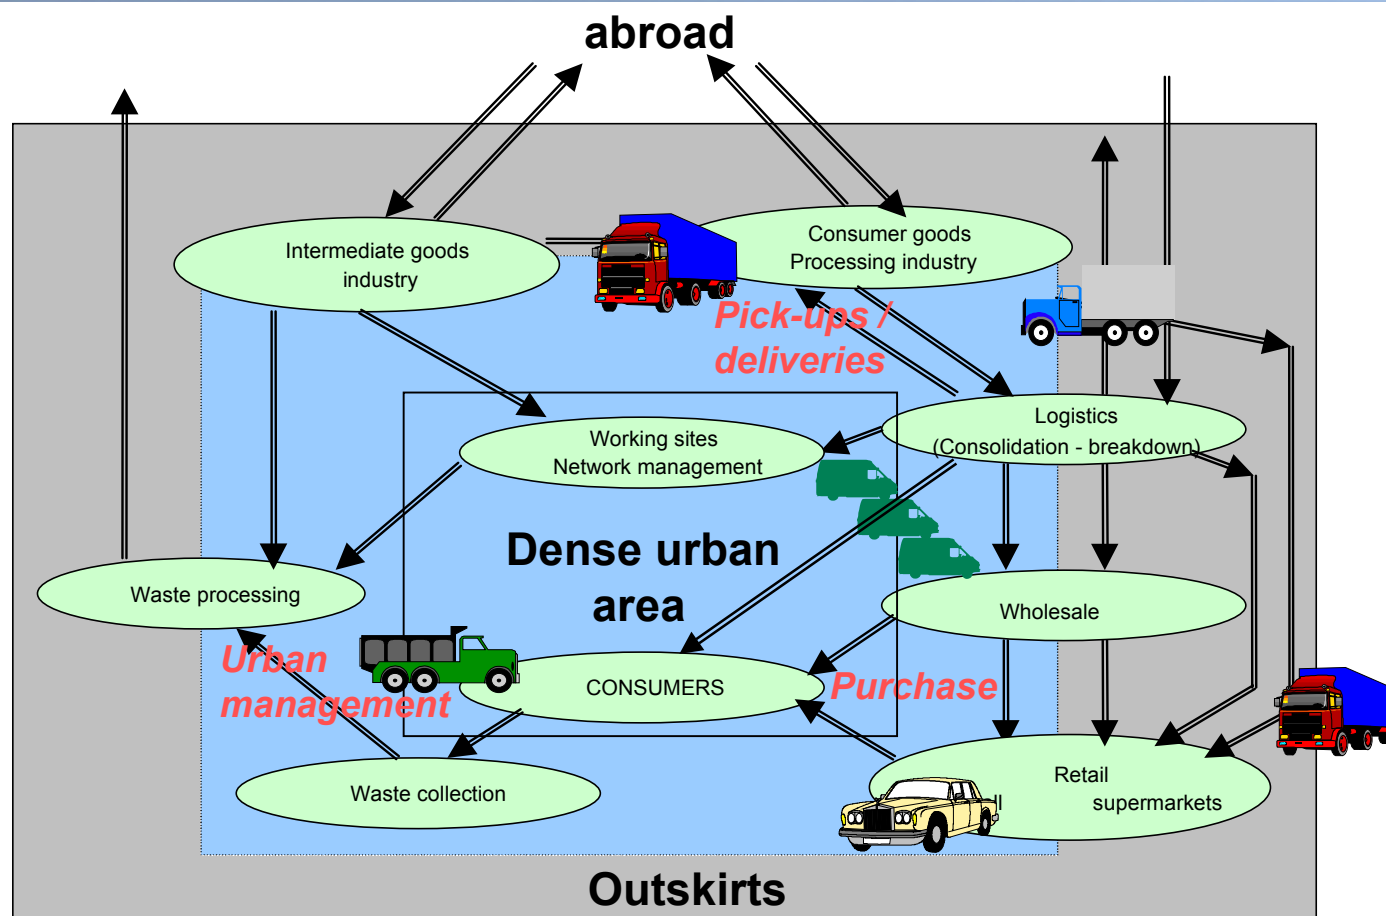 abroad
Intermediate goods
industry
Consumer goods
Processing industry
Pick-ups /
deliveries
Logistics
(Consolidation - breakdown)
Working sites
Network management
Dense urban
area
Waste processing
Wholesale
Urban
management
CONSUMERS
Purchase
Waste collection
Retail
supermarkets
Outskirts